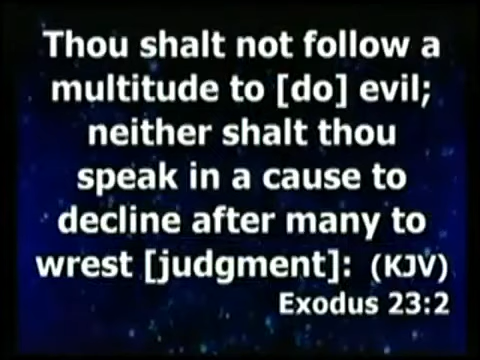 Thou shalt not follow a
multitude to [do] evil;
neither shalt thou
speak in a cause to
decline after many to
wrest [judgment]: (KJV)
Exodus 23:2